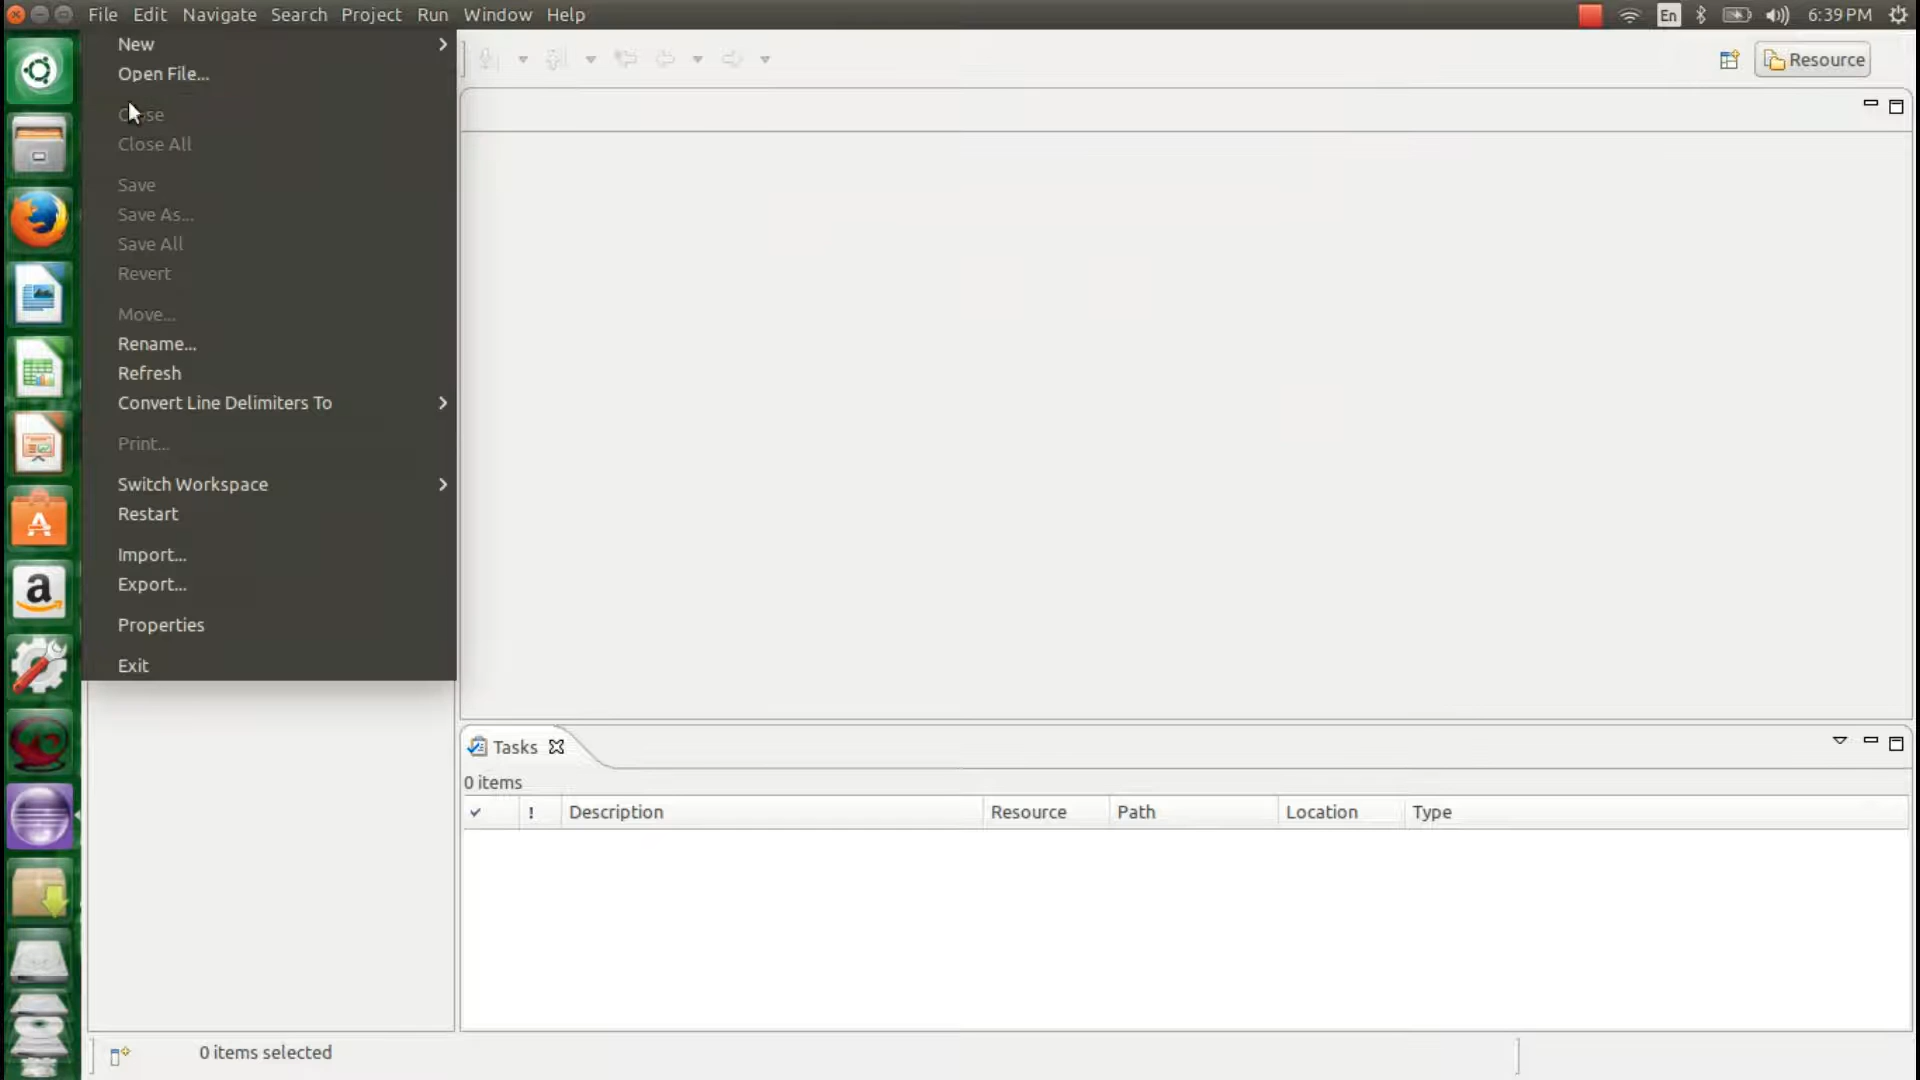 File Edit Navigate Search Project Run Window Help
En
6:39 PM
New
Open File...
Close
Close All
Save
Save As...
Save All
Revert
Move...
Rename...
Refresh
Convert Line Delimiters To
Print...
Switch Workspace
Restart
Import...
Export...
Properties
Exit
Resource
Tasks
0 items
! Description Resource Path Location Type
0 items selected